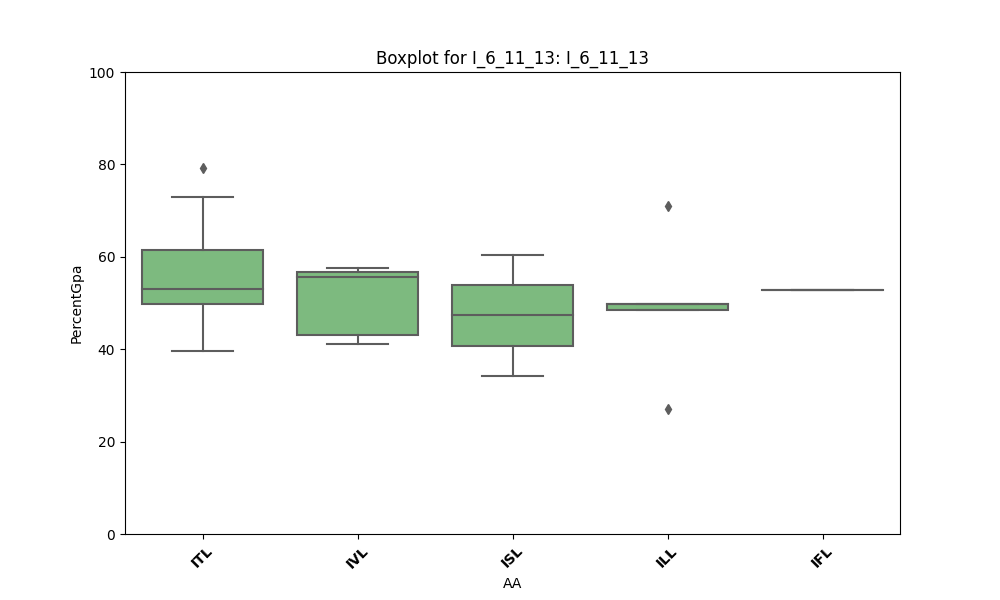 Boxplot for I_6_11_13: I_6_11_13
100
80
60
40
20
0
PercentGpa
ITL
IVL
ISL
ILL
IFL
AA